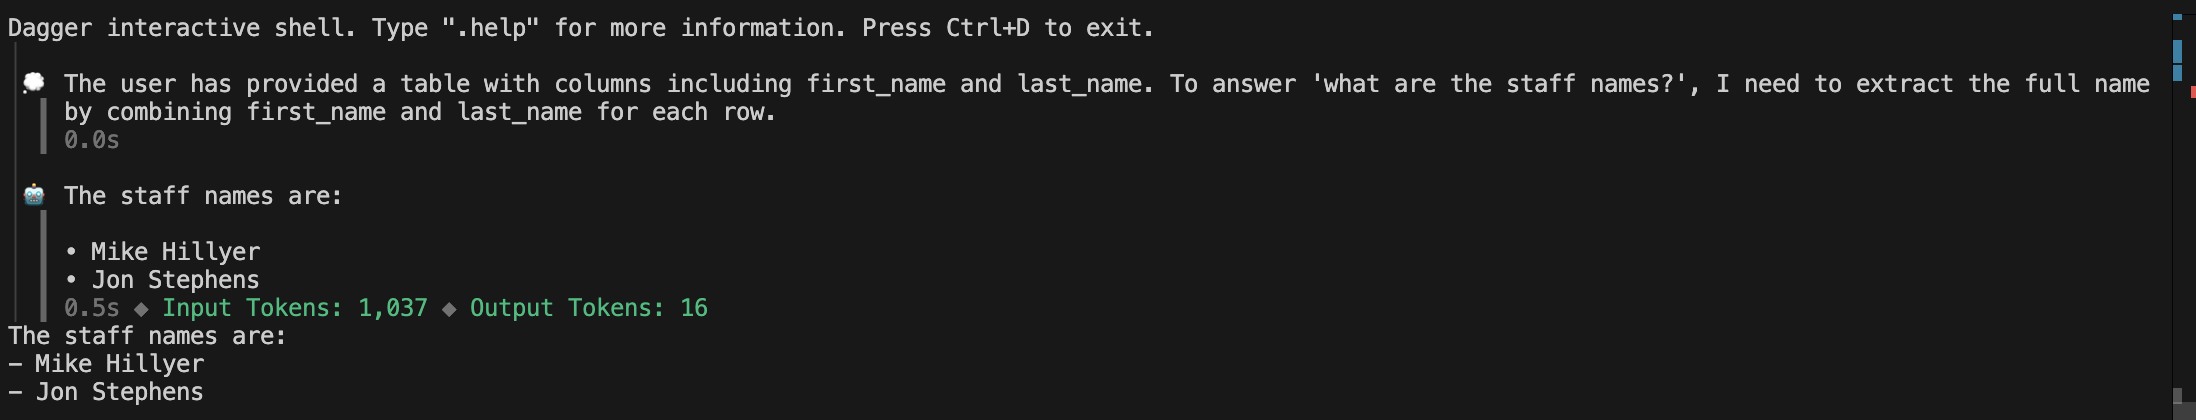 Dagger interactive shell. Type ".help" for more information. Press Ctrl+D to exit.
The user has provided a table with columns including first_name and last_name. To answer 'what are the staff names?', I need to extract the full name
by combining first_name and last_name for each row.
0.0s
The staff names are:
• Mike Hillyer
• Jon Stephens
0.5s ◆ Input Tokens: 1,037 ◆ Output Tokens: 16
The staff names are:
– Mike Hillyer
– Jon Stephens